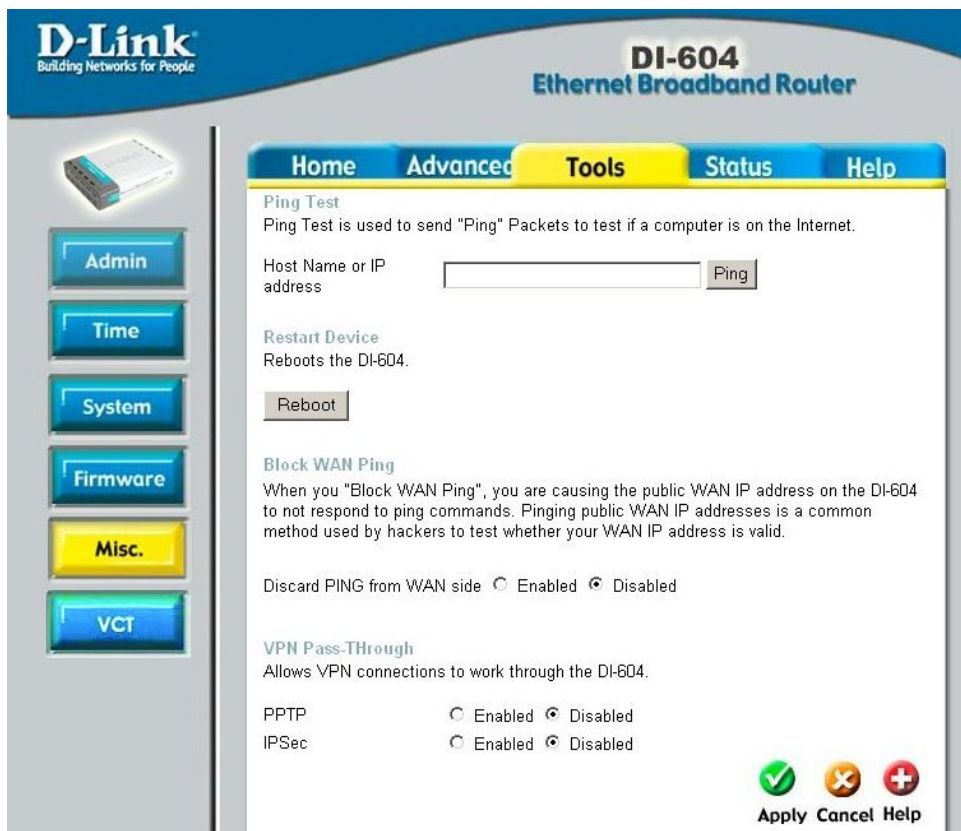 D-Link
Building Networks for People
DI-604
Ethernet Broadband Router
Home Advanced Tools Status Help
Admin
Time
System
Firmware
Misc.
VCT
Ping Test
Ping Test is used to send "Ping" Packets to test if a computer is on the Internet.
Host Name or IP
address
Ping
Restart Device
Reboots the DI-604.
Reboot
Block WAN Ping
When you "Block WAN Ping", you are causing the public WAN IP address on the DI-604
to not respond to ping commands. Pinging public WAN IP addresses is a common
method used by hackers to test whether your WAN IP address is valid.
Discard PING from WAN side Enabled Disabled
VPN Pass-THrough
Allows VPN connections to work through the DI-604.
PPTP Enabled Disabled
IPSec Enabled Disabled
Apply Cancel Help